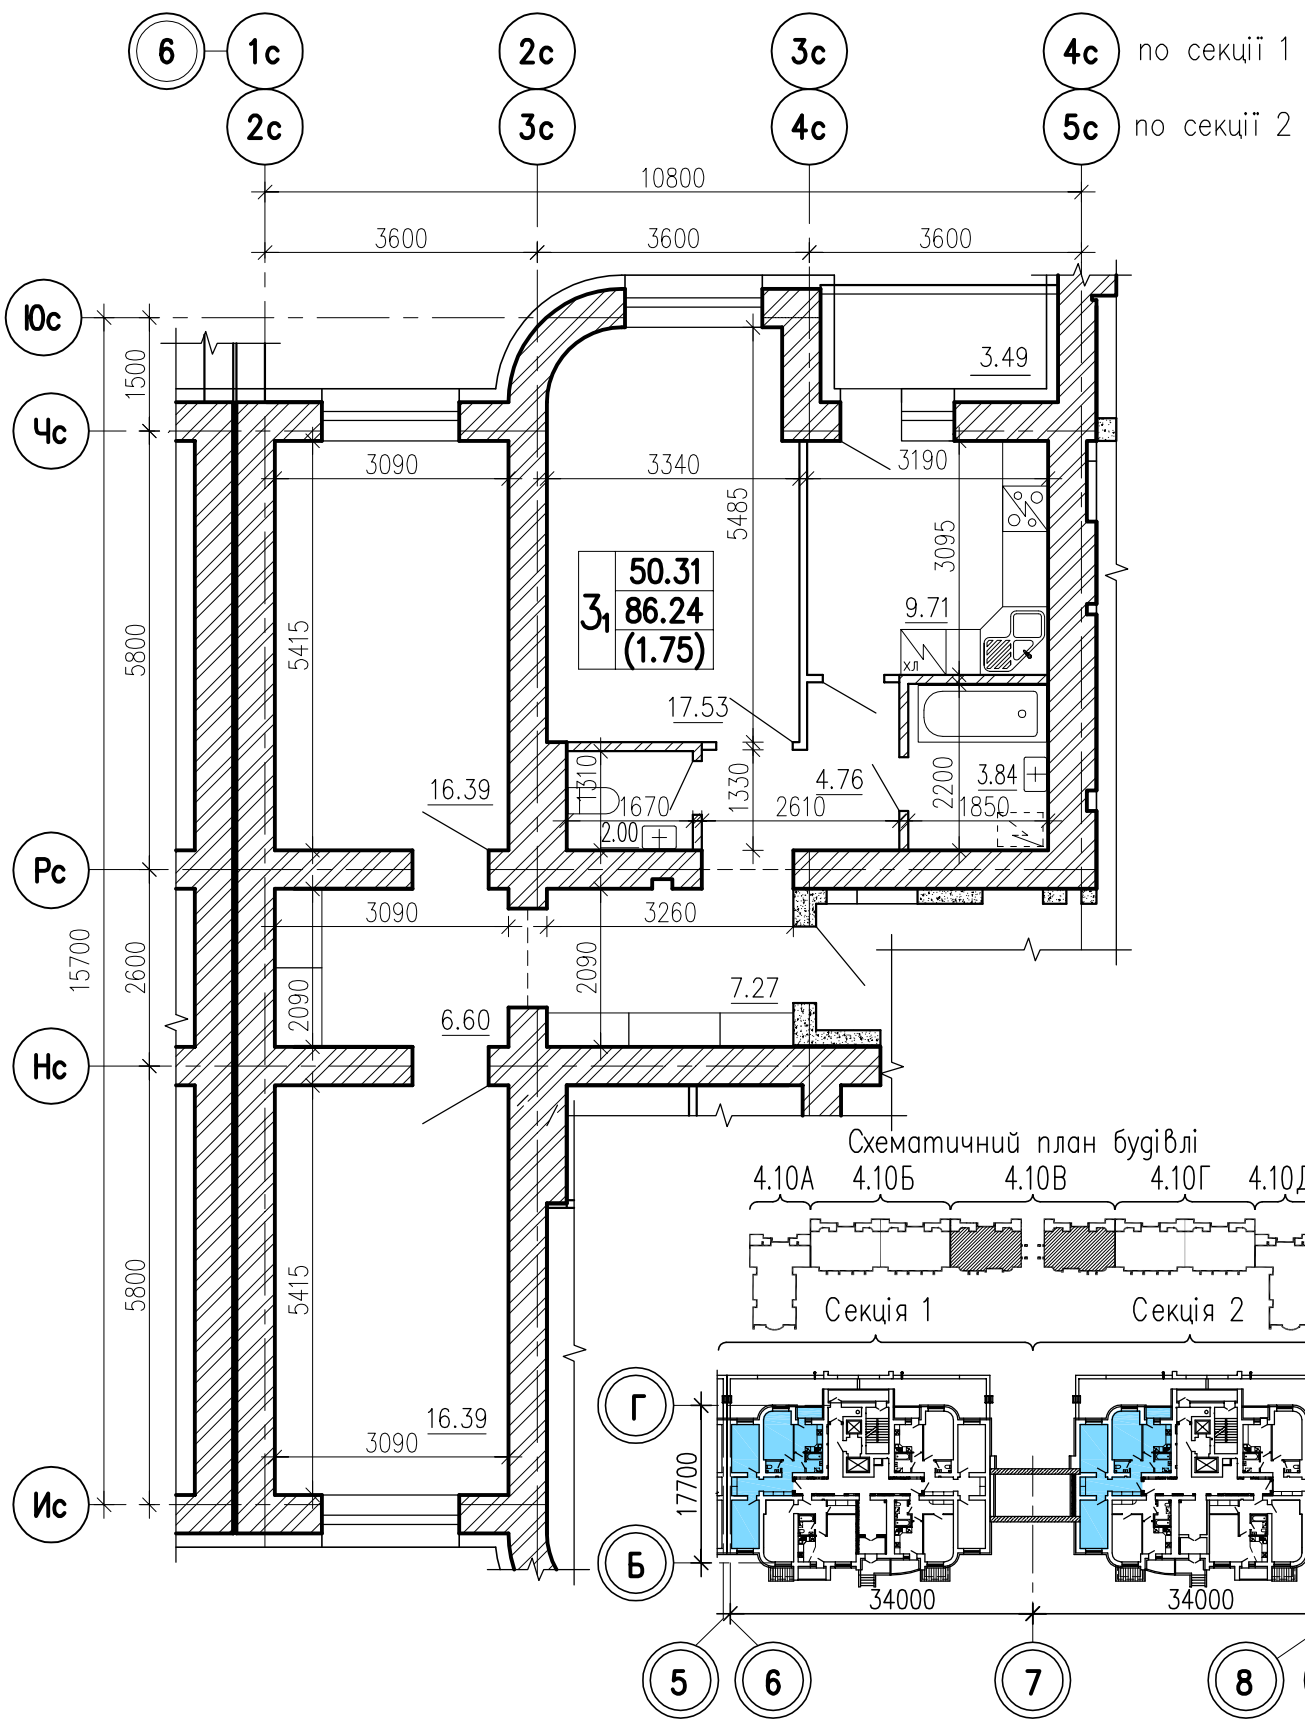 6 1с 2с 3с 4с по секції 1
2с 3с 4с 5с по секції 2
10800
3600 3600 3600
Юс
1500
3.49
Чс
3090 3340 3190
5485
3095
50.31
3₁ 86.24
(1.75)
9.71
хл
5800
5415
17.53
16.39
1310
1670
2.00
1330
4.76
2610
2200
3.84
1850
Рс
3090 3260
15700
2600
2090
2090
7.27
6.60
Нс
Схематичний план будівлі
4.10А 4.10Б 4.10В 4.10Г 4.10Д
Секція 1 Секція 2
5800
5415
16.39
3090
Ис
Г
17700
Б
34000 34000
5 6 7 8